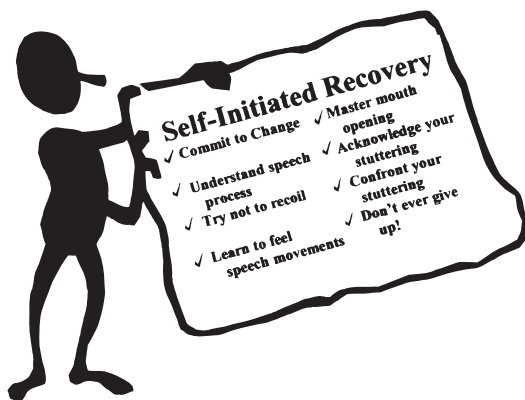 Self-Initiated Recovery
✓ Commit to Change
✓ Understand speech
process
✓ Try not to recoil
✓ Learn to feel
speech movements
✓ Master mouth
opening
✓ Acknowledge your
stuttering
✓ Confront your
stuttering
✓ Don't ever give
up!